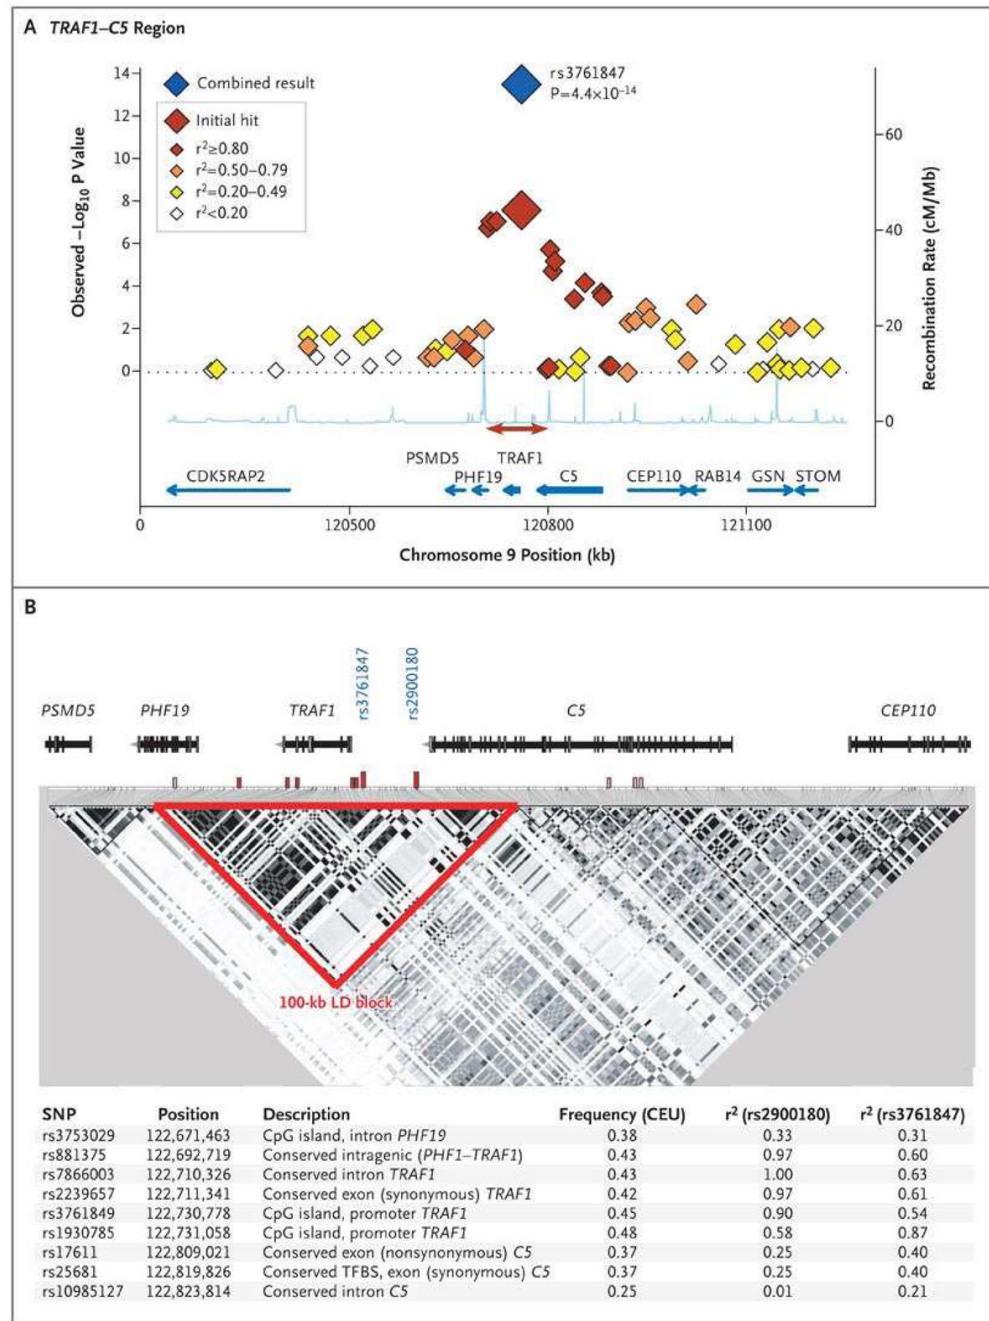 A TRAF1–C5 Region
14
12
10
8
6
4
2
0
Observed −Log10 P Value
Combined result
Initial hit
r²≥0.80
r²=0.50–0.79
r²=0.20–0.49
r²<0.20
rs3761847
P=4.4×10−14
60
40
20
0
Recombination Rate (cM/Mb)
PSMD5 TRAF1
CDK5RAP2 PHF19 C5 CEP110 RAB14 GSN STOM
0 120500 120800 121100
Chromosome 9 Position (kb)
B
rs3761847
rs2900180
PSMD5 PHF19 TRAF1 C5 CEP110
100-kb LD block
SNP Position Description Frequency (CEU) r² (rs2900180) r² (rs3761847)
rs3753029 122,671,463 CpG island, intron PHF19 0.38 0.33 0.31
rs881375 122,692,719 Conserved intragenic (PHF1–TRAF1) 0.43 0.97 0.60
rs7866003 122,710,326 Conserved intron TRAF1 0.43 1.00 0.63
rs2239657 122,711,341 Conserved exon (synonymous) TRAF1 0.42 0.97 0.61
rs3761849 122,730,778 CpG island, promoter TRAF1 0.45 0.90 0.54
rs1930785 122,731,058 CpG island, promoter TRAF1 0.48 0.58 0.87
rs17611 122,809,021 Conserved exon (nonsynonymous) C5 0.37 0.25 0.40
rs25681 122,819,826 Conserved TFBS, exon (synonymous) C5 0.37 0.25 0.40
rs10985127 122,823,814 Conserved intron C5 0.25 0.01 0.21